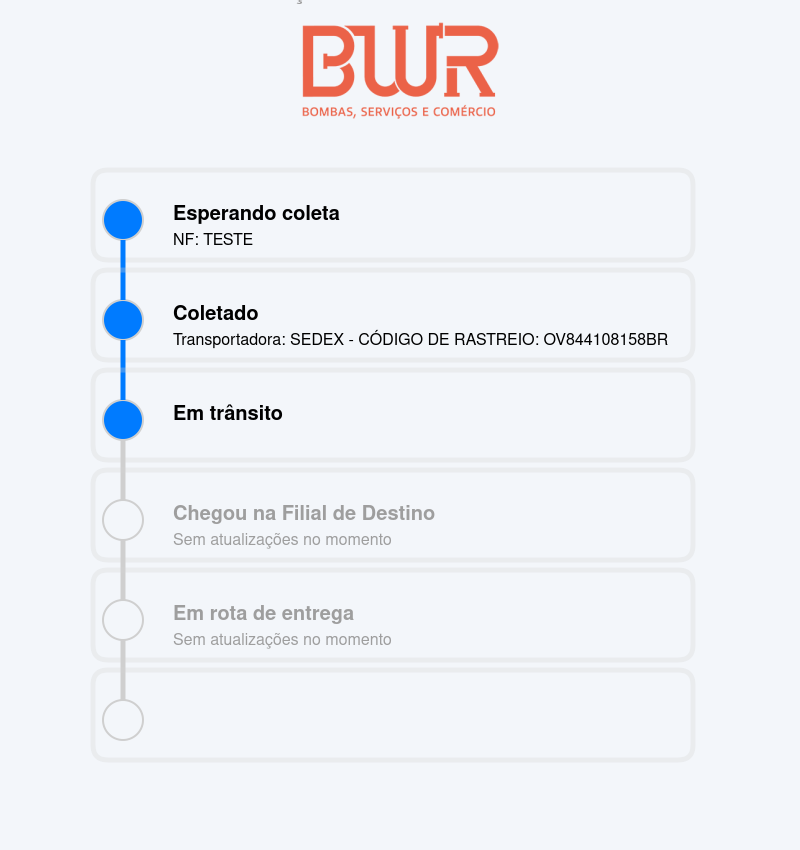 BWR
BOMBAS, SERVIÇOS E COMÉRCIO
Esperando coleta
NF: TESTE
Coletado
Transportadora: SEDEX - CÓDIGO DE RASTREIO: OV844108158BR
Em trânsito
Chegou na Filial de Destino
Sem atualizações no momento
Em rota de entrega
Sem atualizações no momento